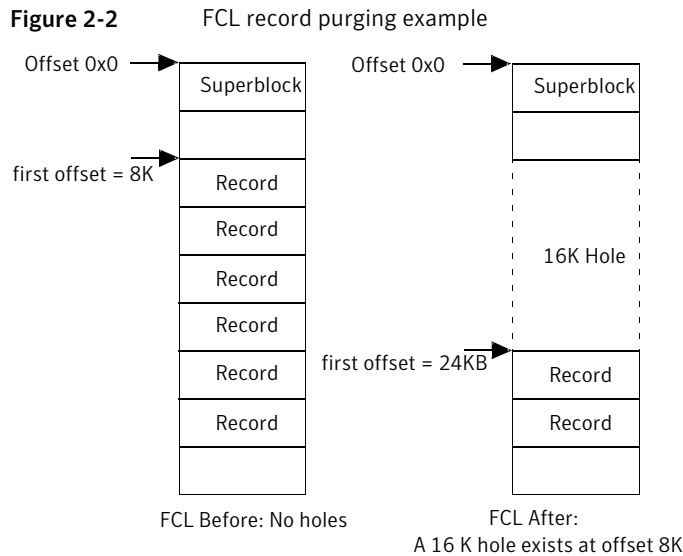 Figure 2-2 FCL record purging example
Offset 0x0
Superblock
first offset = 8K
Record
Record
Record
Record
Record
Record
FCL Before: No holes
Offset 0x0
Superblock
16K Hole
first offset = 24KB
Record
Record
FCL After:
A 16 K hole exists at offset 8K